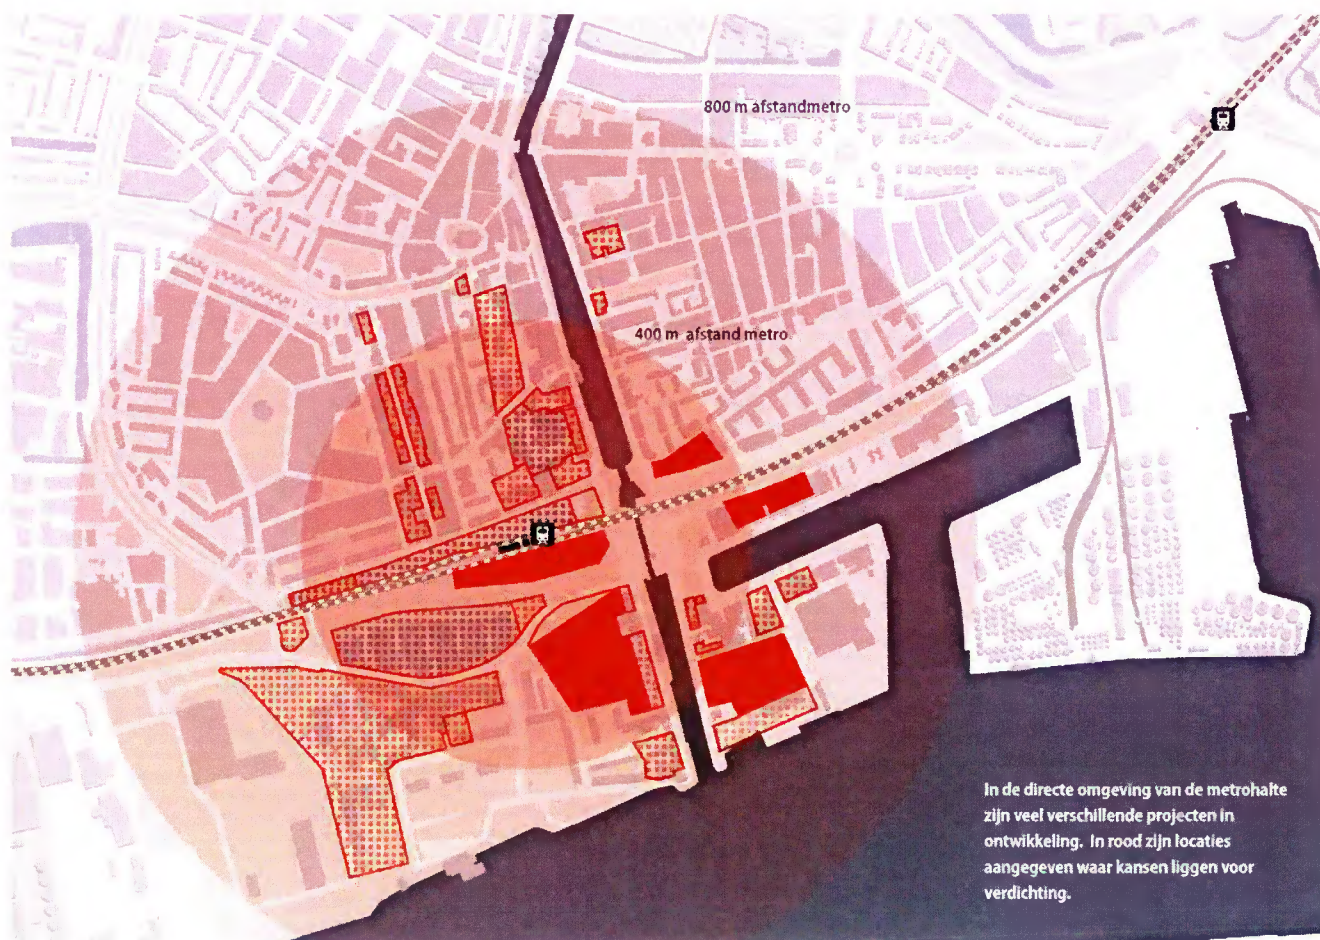 800 m afstandmetro
400 m afstand metro
In de directe omgeving van de metrohalte
zijn veel verschillende projecten in
ontwikkeling. In rood zijn locaties
aangegeven waar kansen liggen voor
verdichting.